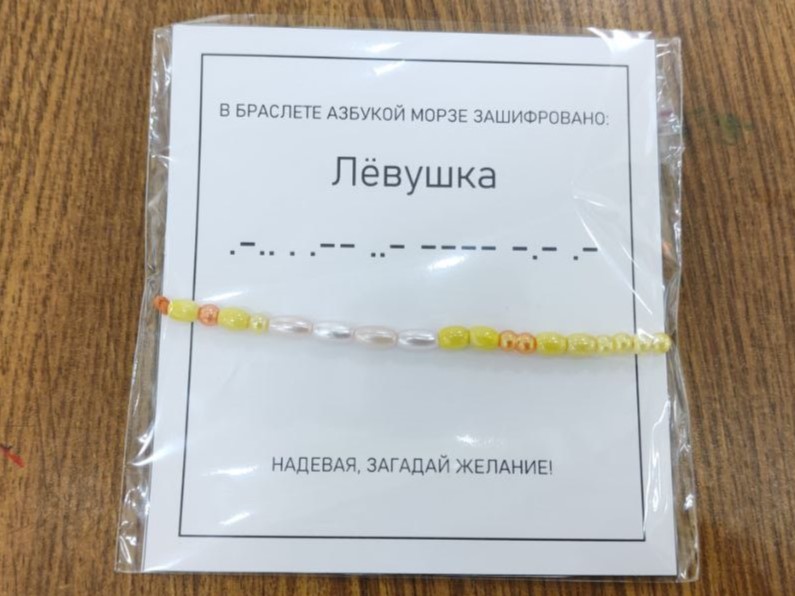 В БРАСЛЕТЕ АЗБУКОЙ МОРЗЕ ЗАШИФРОВАНО:
Лёвушка
.-.. . .-- ..- ---- -.- .-
НАДЕВАЯ, ЗАГАДАЙ ЖЕЛАНИЕ!